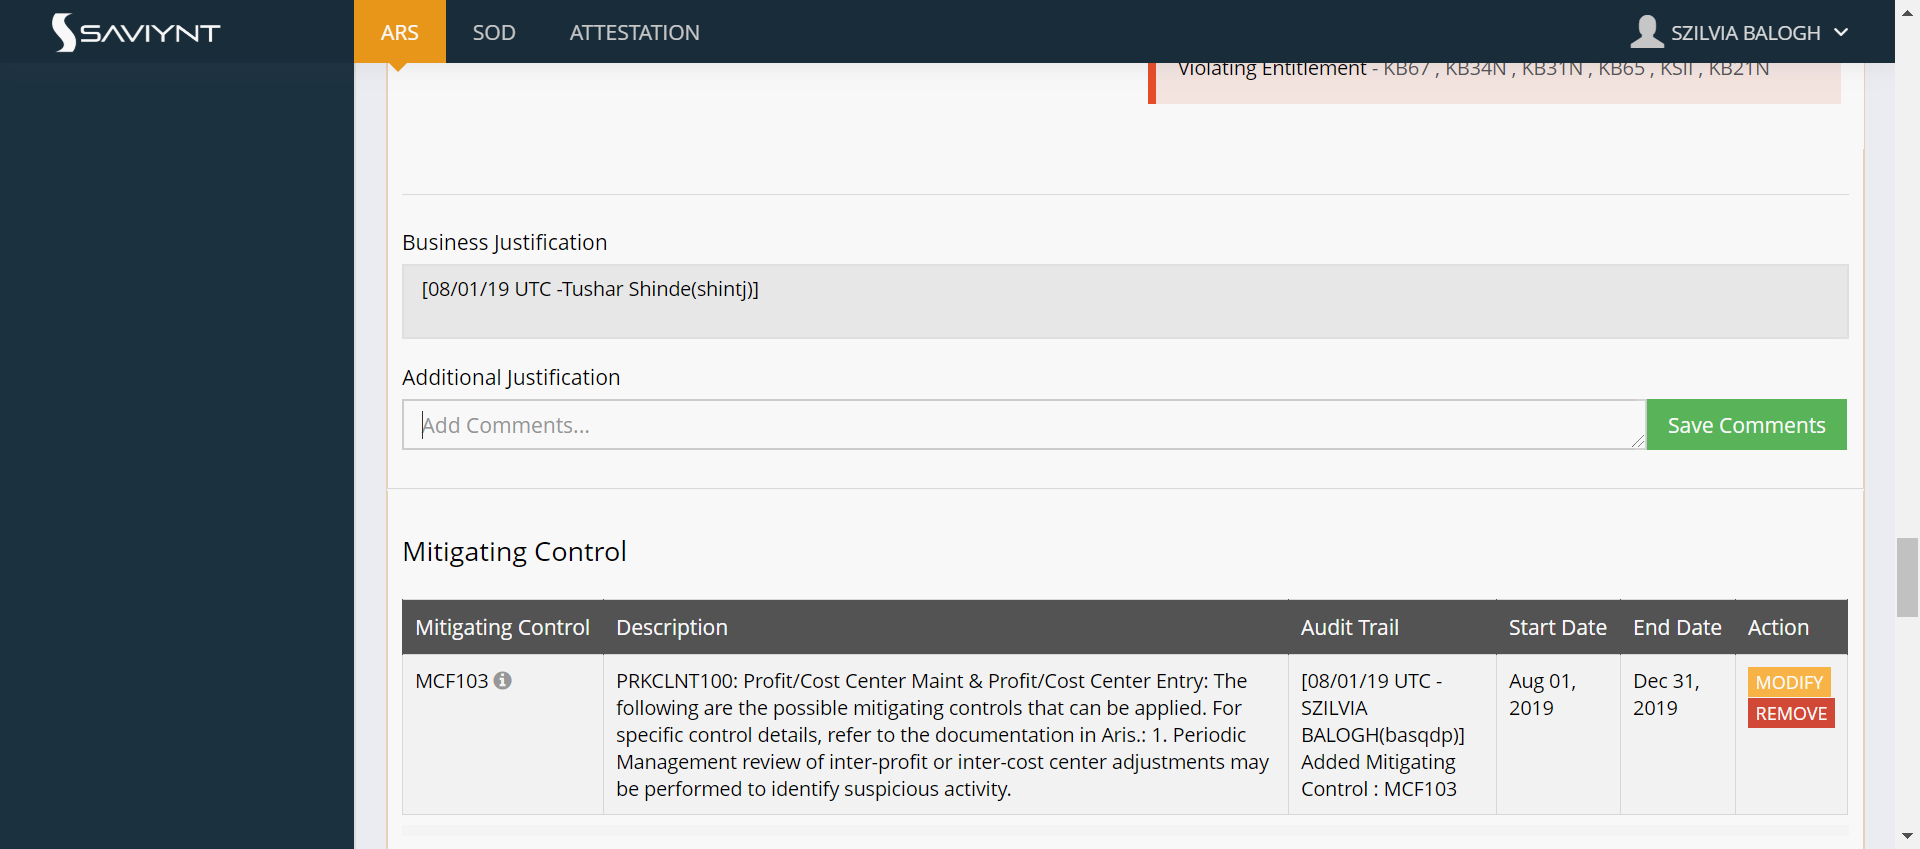 SAVIYNT
ARS
SOD
ATTESTATION
SZILVIA BALOGH
Violating Entitlement - KB67 , KB34N , KB31N , KB65 , KSII , KB21N
Business Justification
[08/01/19 UTC -Tushar Shinde(shintj)]
Additional Justification
Add Comments...
Save Comments
Mitigating Control
Mitigating Control
Description
Audit Trail
Start Date
End Date
Action
MCF103
PRKCLNT100: Profit/Cost Center Maint & Profit/Cost Center Entry: The
following are the possible mitigating controls that can be applied. For
specific control details, refer to the documentation in Aris.: 1. Periodic
Management review of inter-profit or inter-cost center adjustments may
be performed to identify suspicious activity.
[08/01/19 UTC -
SZILVIA
BALOGH(basqdp)]
Added Mitigating
Control : MCF103
Aug 01,
2019
Dec 31,
2019
MODIFY
REMOVE